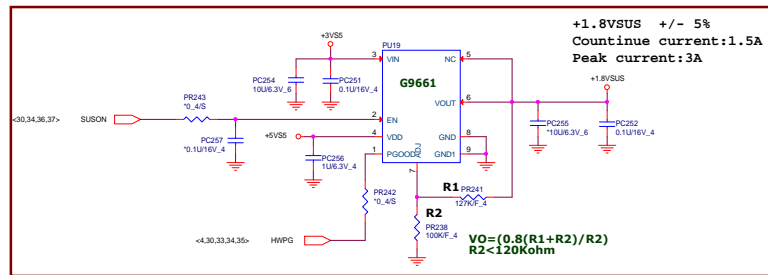 +1.8VSUS +/- 5%
Countinue current:1.5A
Peak current:3A
+3VS5
PU19
3
VIN
NC
5
G9661
+1.8VSUS
PC254
10U/6.3V_6
PC251
0.1U/16V_4
6
VOUT
<30,34,36,37>
SUSON
PR243
*0_4/S
2
EN
PC255
*10U/6.3V_6
PC252
0.1U/16V_4
+5VS5
4
VDD
GND
8
PC257
*0.1U/16V_4
1
PGOOD
ADJ
GND1
9
PC256
1U/6.3V_4
7
R1
PR241
127K/F_4
PR242
*0_4/S
R2
PR238
100K/F_4
<4,30,33,34,35>
HWPG
VO=(0.8(R1+R2)/R2)
R2<120Kohm